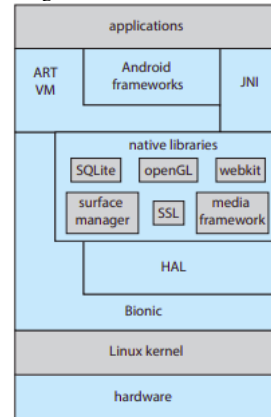 applications
ART
VM
Android
frameworks
JNI
native libraries
SQLite
openGL
webkit
surface
manager
SSL
media
framework
HAL
Bionic
Linux kernel
hardware